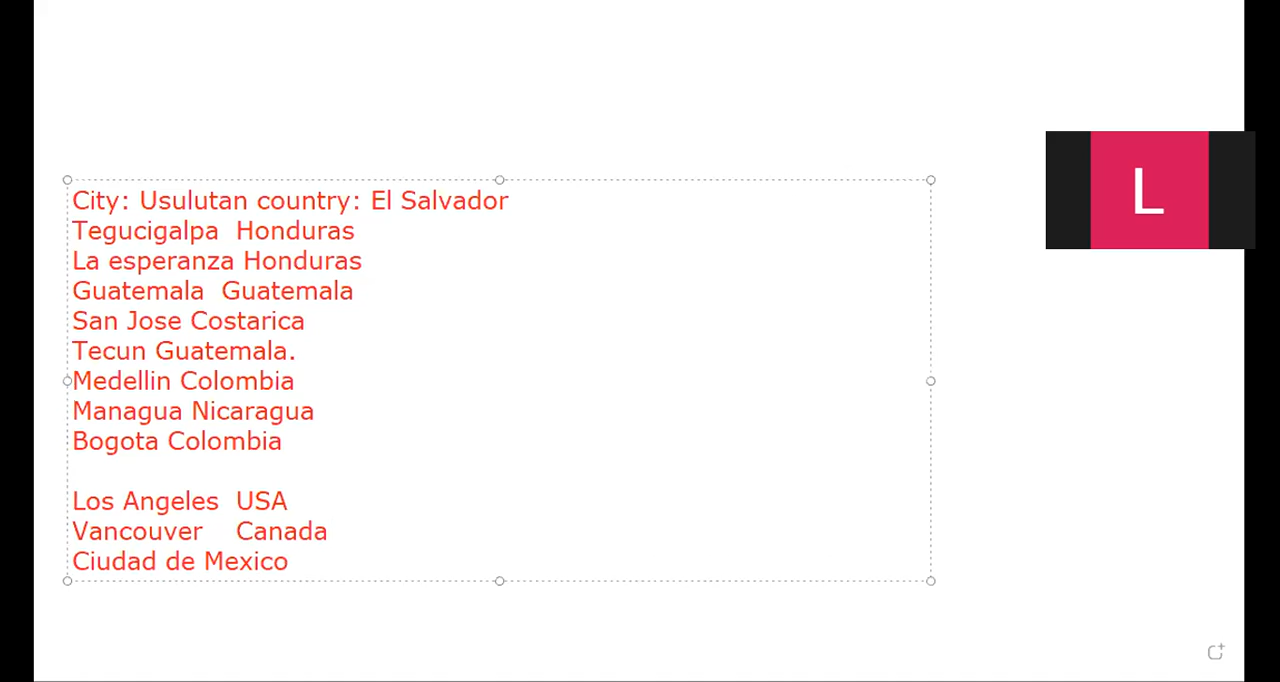 City: Usulutan country: El Salvador
Tegucigalpa  Honduras
La esperanza Honduras
Guatemala  Guatemala
San Jose Costarica
Tecun Guatemala.
Medellin Colombia
Managua Nicaragua
Bogota Colombia
Los Angeles  USA
Vancouver    Canada
Ciudad de Mexico
L